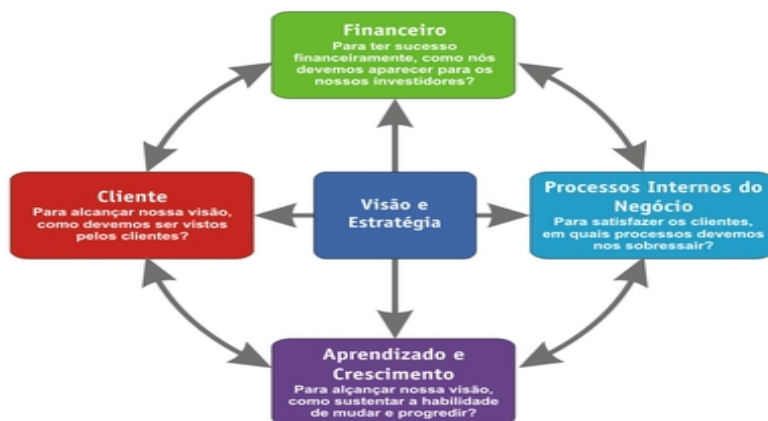 Financeiro
Para ter sucesso
financeiramente, como nós
devemos aparecer para os
nossos investidores?
Cliente
Para alcançar nossa visão,
como devemos ser vistos
pelos clientes?
Visão e
Estratégia
Processos Internos do
Negócio
Para satisfazer os clientes,
em quais processos devemos
nos sobressair?
Aprendizado e
Crescimento
Para alçançar nossa visão,
como sustentar a habilidade
de mudar e progredir?